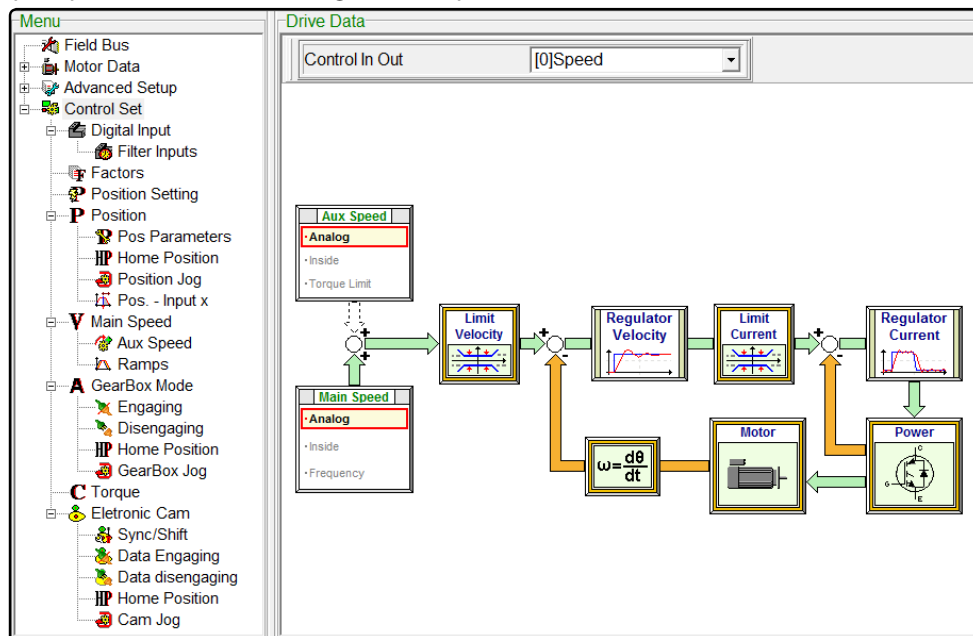 Menu
Field Bus
Motor Data
Advanced Setup
Control Set
Digital Input
Filter Inputs
Factors
Position Setting
P Position
Pos Parameters
HP Home Position
Position Jog
Pos. - Input x
V Main Speed
Aux Speed
Ramps
A GearBox Mode
Engaging
Disengaging
HP Home Position
GearBox Jog
C Torque
Eletronic Cam
Sync/Shift
Data Engaging
Data disengaging
HP Home Position
Cam Jog
Drive Data
Control In Out [0]Speed
Aux Speed
·Analog
·Inside
·Torque Limit
Main Speed
·Analog
·Inside
·Frequency
+
+
Limit
Velocity
+
-
Regulator
Velocity
Limit
Current
+
-
Regulator
Current
ω=dθ/dt
Motor
Power
C
G
E